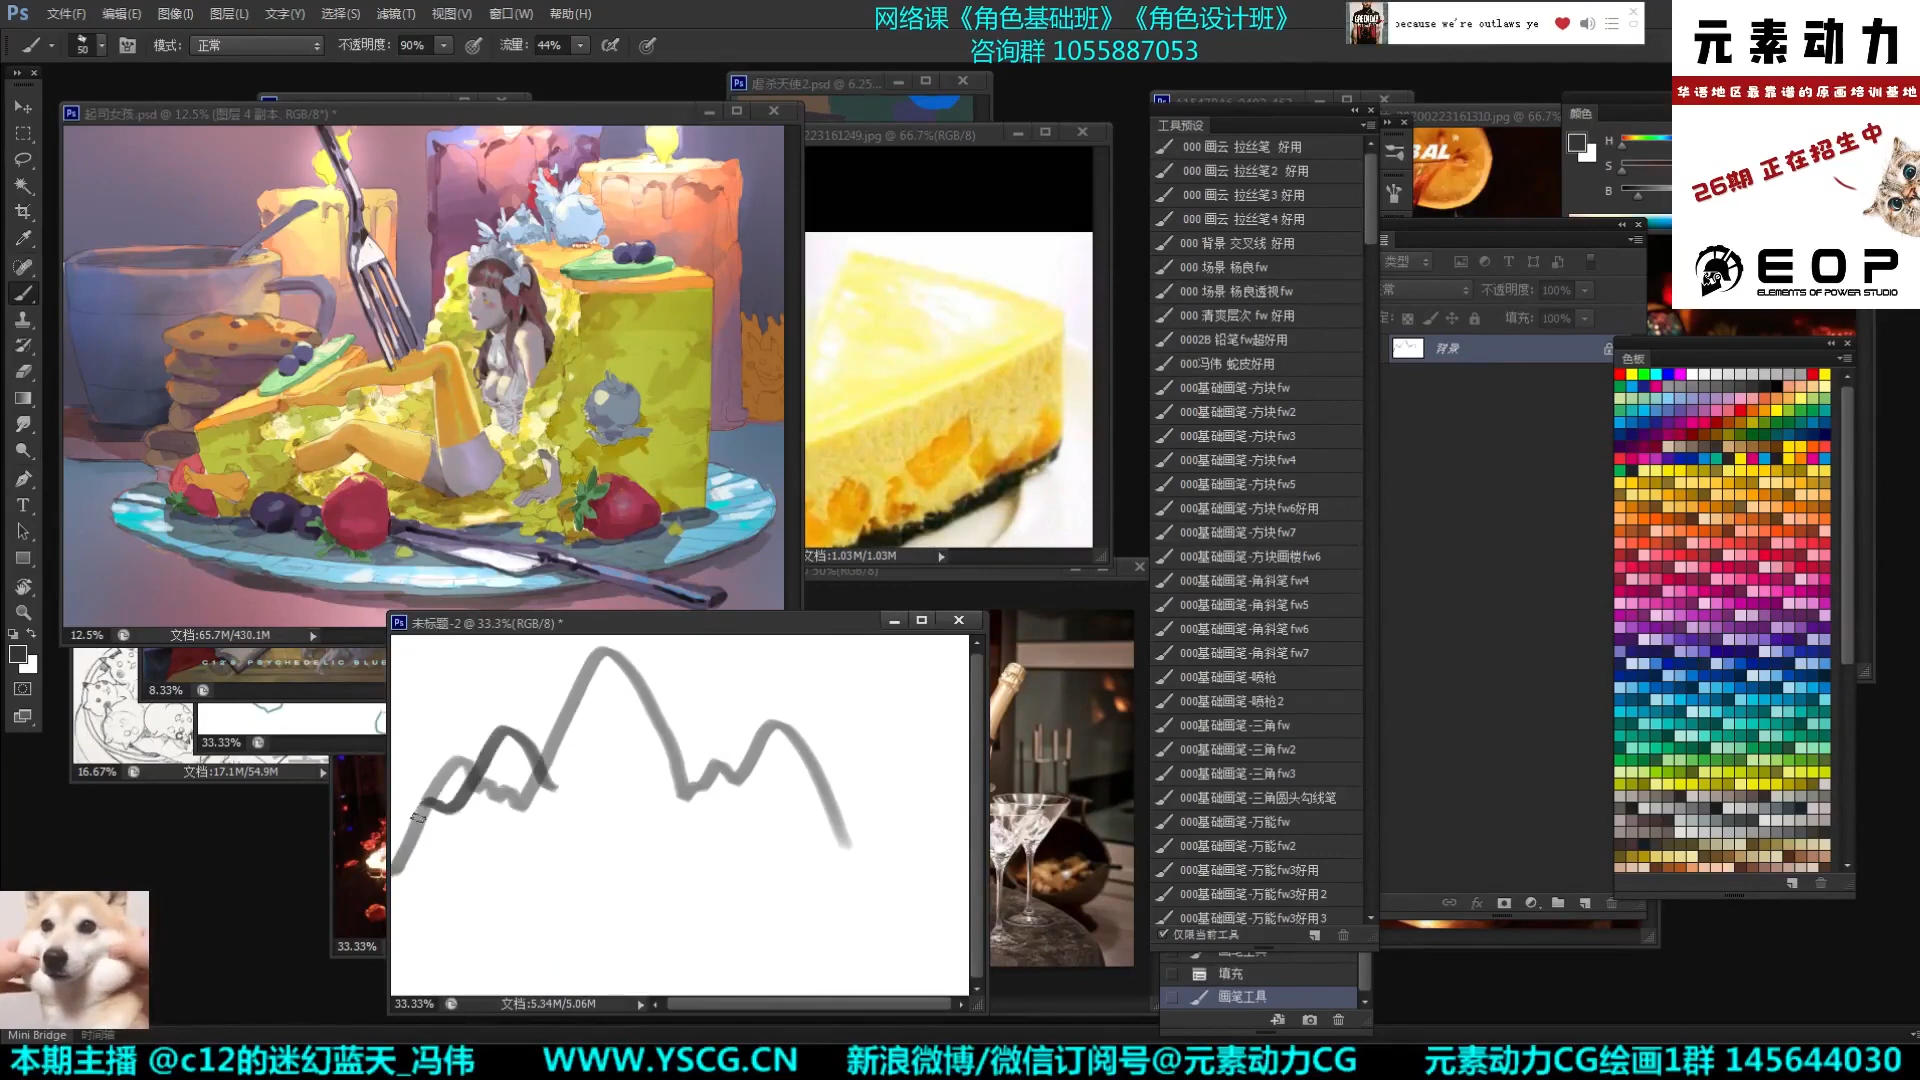 网络课《角色基础班》《角色设计班》
咨询群 1055887053
Ps
文件(F)
编辑(E)
图像(I)
图层(L)
文字(Y)
选择(S)
滤镜(T)
视图(V)
窗口(W)
帮助(H)
50
模式:
正常
不透明度:
90%
流量:
44%
because we're outlaws ye
元素动力
华语地区最靠谱的原画培训基地
26期 正在招生中
EOP
ELEMENTS OF POWER STUDIO
起司女孩.psd @ 12.5% (图层 4 副本, RGB/8*) *
虐杀天使2.psd @ 6.25...
223161249.jpg @ 66.7%(RGB/8)
20200223161310.jpg @ 66.7%
文档:1.03M/1.03M
12.5%
文档:65.7M/430.1M
8.33%
33.33%
16.67%
文档:17.1M/54.9M
33.33%
未标题-2 @ 33.3%(RGB/8) *
33.33%
文档:5.34M/5.06M
工具预设
000 画云 拉丝笔 好用
000 画云 拉丝笔2 好用
000 画云 拉丝笔3 好用
000 画云 拉丝笔4 好用
000 背景 交叉线 好用
000 场景 杨良fw
000 场景 杨良透视fw
000 清爽层次 fw 好用
0002B 铅笔fw超好用
000冯伟 蛇皮好用
000基础画笔-方块fw
000基础画笔-方块fw2
000基础画笔-方块fw3
000基础画笔-方块fw4
000基础画笔-方块fw5
000基础画笔-方块fw6好用
000基础画笔-方块fw7
000基础画笔-方块画楼fw6
000基础画笔-角斜笔fw4
000基础画笔-角斜笔fw5
000基础画笔-角斜笔fw6
000基础画笔-角斜笔fw7
000基础画笔-喷枪
000基础画笔-喷枪2
000基础画笔-三角fw
000基础画笔-三角fw2
000基础画笔-三角fw3
000基础画笔-三角圆头勾线笔
000基础画笔-万能fw
000基础画笔-万能fw2
000基础画笔-万能fw3好用
000基础画笔-万能fw3好用2
000基础画笔-万能fw3好用3
仅限当前工具
填充
画笔工具
颜色
H
S
B
类型
不透明度:
100%
填充:
100%
背景
色板
Mini Bridge
时间轴
本期主播 @c12的迷幻蓝天_冯伟
WWW.YSCG.CN
新浪微博/微信订阅号@元素动力CG
元素动力CG绘画1群 145644030